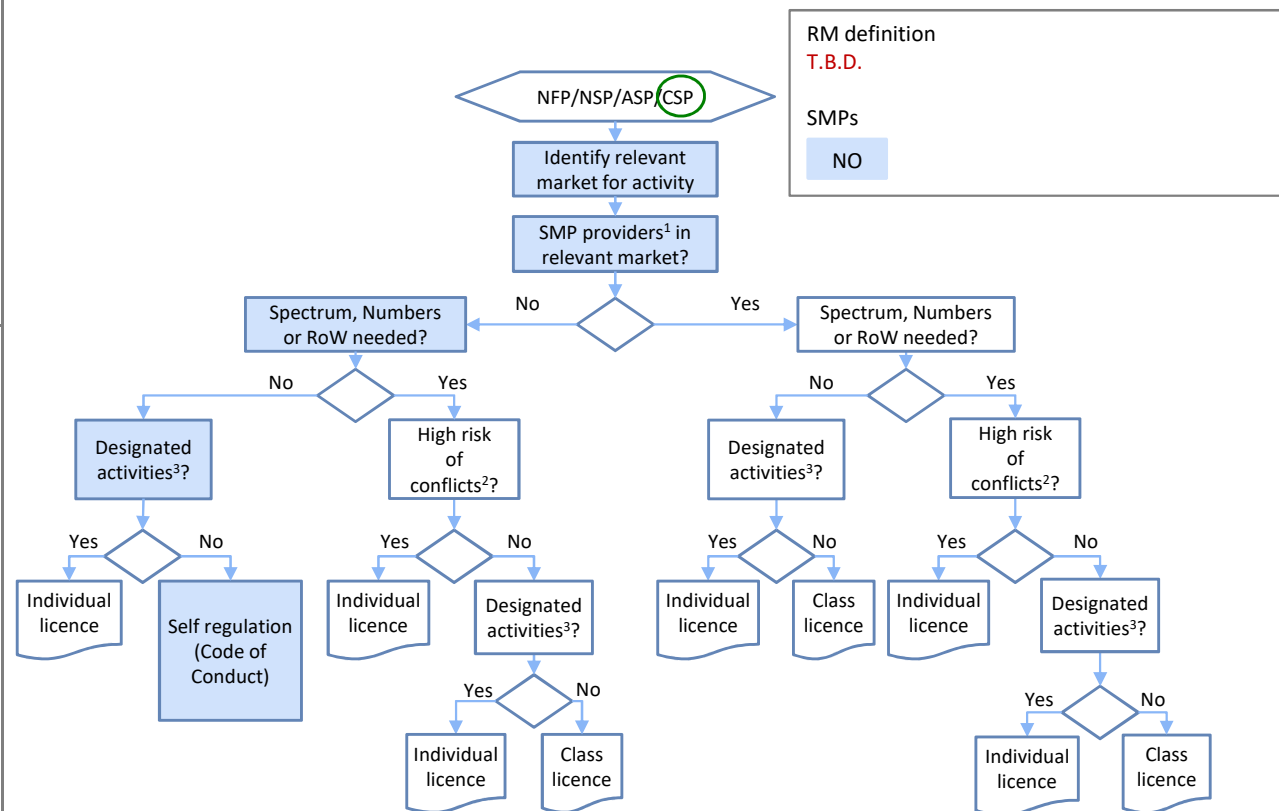 RM definition
T.B.D.
SMPs
NO
NFP/NSP/ASP/CSP
Identify relevant
market for activity
SMP providers¹ in
relevant market?
No
Yes
Spectrum, Numbers
or RoW needed?
Spectrum, Numbers
or RoW needed?
No
Yes
No
Yes
Designated
activities³?
High risk
of
conflicts²?
Designated
activities³?
High risk
of
conflicts²?
Yes
No
Yes
No
Yes
No
Yes
No
Individual
licence
Self regulation
(Code of
Conduct)
Individual
licence
Designated
activities³?
Individual
licence
Class
licence
Individual
licence
Designated
activities³?
Yes
No
Yes
No
Individual
licence
Class
licence
Individual
licence
Class
licence